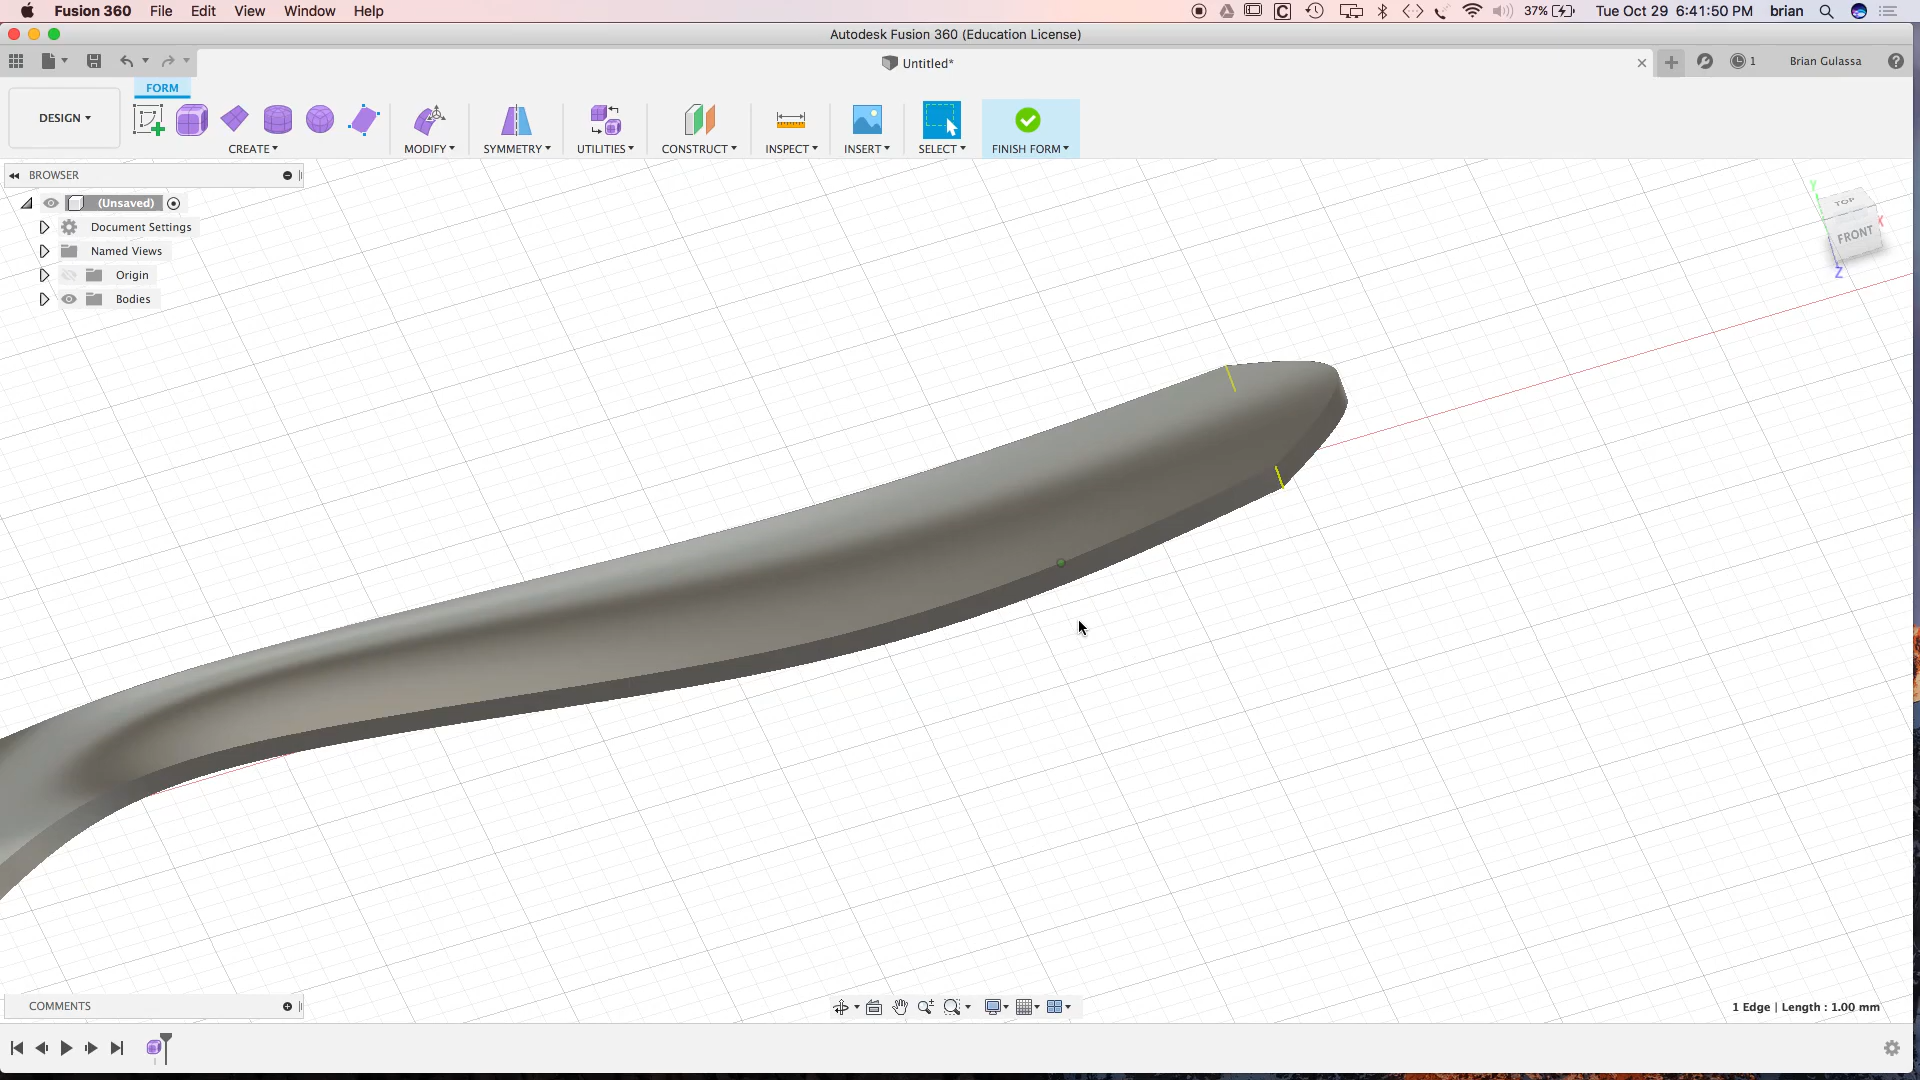 Fusion 360 File Edit View Window Help
37% Tue Oct 29 6:41:50 PM brian
Autodesk Fusion 360 (Education License)
Untitled*
1 Brian Gulassa
FORM
DESIGN
CREATE MODIFY SYMMETRY UTILITIES CONSTRUCT INSPECT INSERT SELECT FINISH FORM
BROWSER
(Unsaved)
Document Settings
Named Views
Origin
Bodies
Y
TOP
X
FRONT
Z
COMMENTS
1 Edge | Length : 1.00 mm